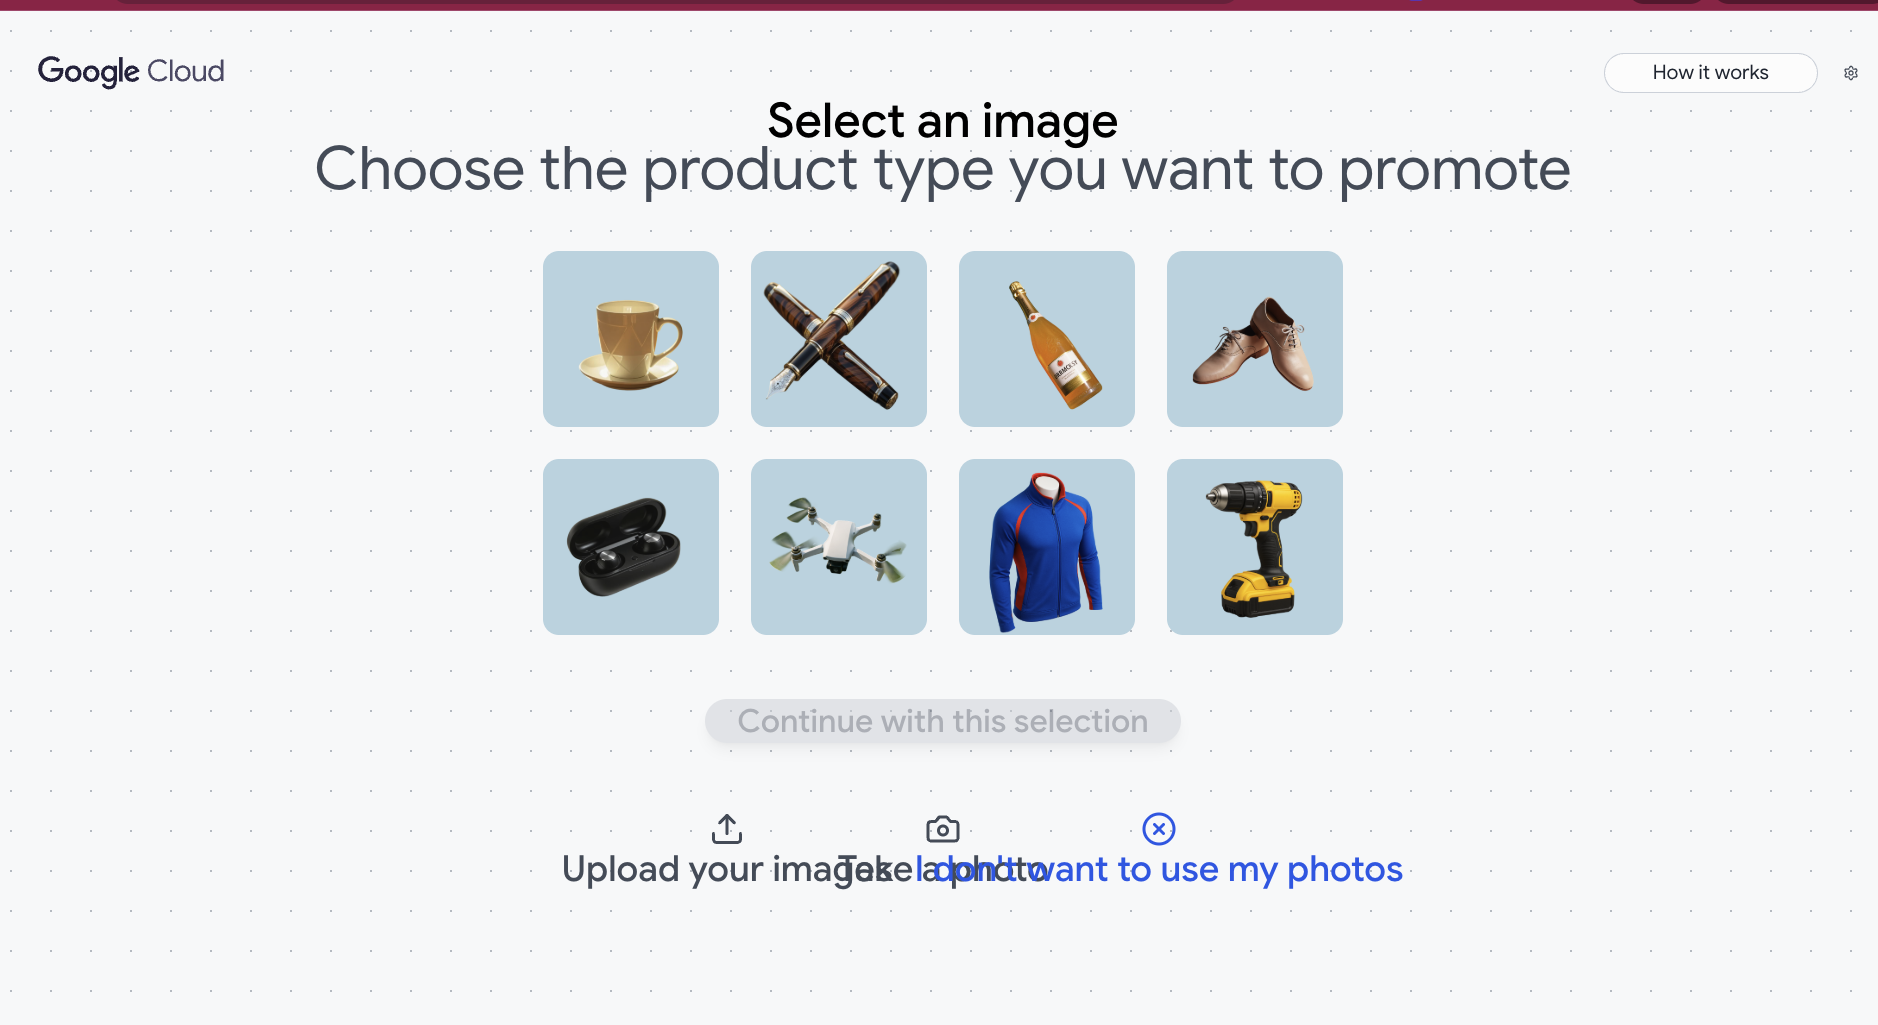 Google Cloud
How it works
Select an image
Choose the product type you want to promote
Continue with this selection
Upload your images
Take a photo
I don't want to use my photos